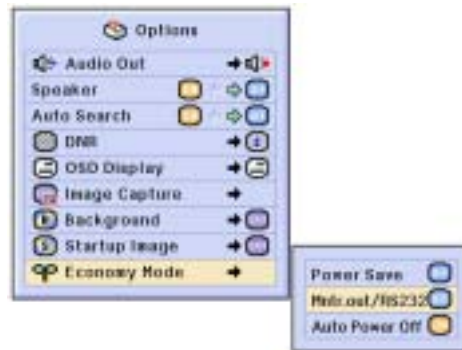 Options
Audio Out
Speaker
Auto Search
DNR
OSD Display
Image Capture
Background
Startup Image
Economy Mode
Power Save
Mntr.out/RS232
Auto Power Off